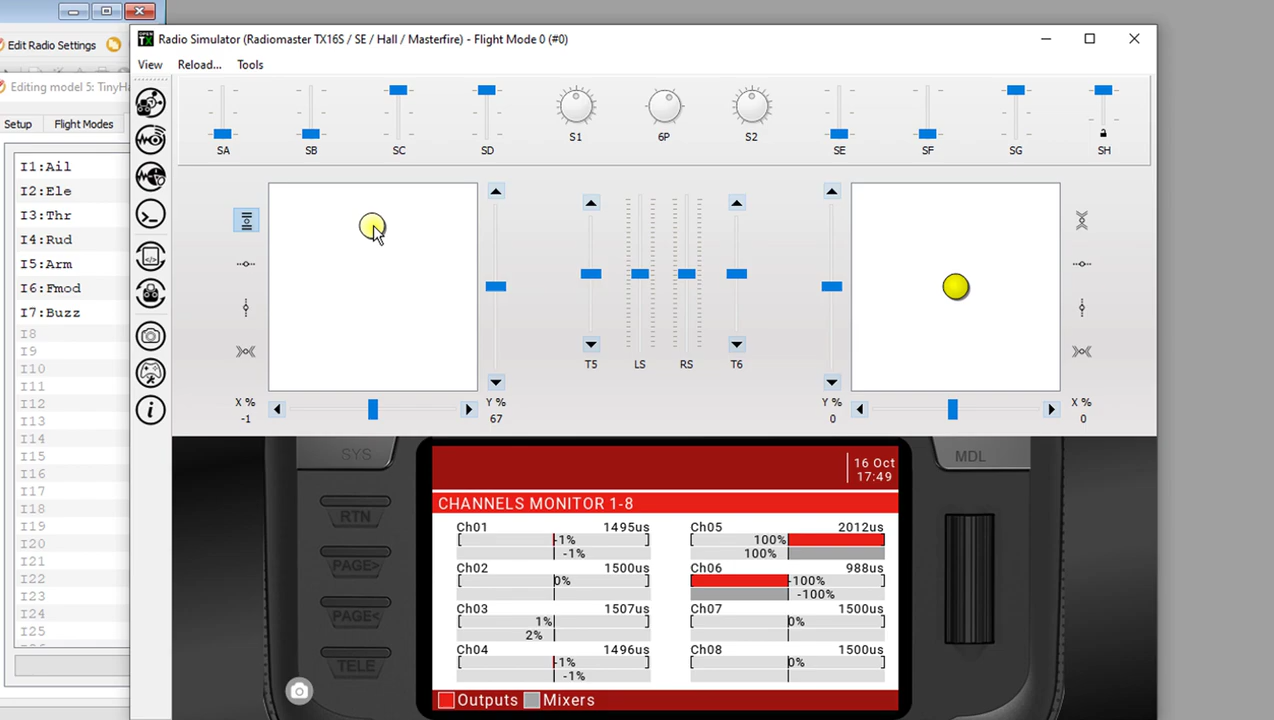 Edit Radio Settings
Editing model 5: TinyHa
Setup Flight Modes
I1:Ail
I2:Ele
I3:Thr
I4:Rud
I5:Arm
I6:Fmod
I7:Buzz
I8
I9
I10
I11
I12
I13
I14
I15
I16
I17
I18
I19
I20
I21
I22
I23
I24
I25
OPEN TX
Radio Simulator (Radiomaster TX16S / SE / Hall / Masterfire) - Flight Mode 0 (#0)
View Reload... Tools
SA SB SC SD S1 6P S2 SE SF SG SH
T5 LS RS T6
X % Y % Y % X %
-1 67 0 0
SYS MDL
RTN
PAGE>
PAGE<
TELE
16 Oct
17:49
CHANNELS MONITOR 1-8
Ch01 1495us
-1%
-1%
Ch02 1500us
0%
Ch03 1507us
1%
2%
Ch04 1496us
-1%
-1%
Ch05 2012us
100%
100%
Ch06 988us
-100%
-100%
Ch07 1500us
0%
Ch08 1500us
0%
Outputs Mixers